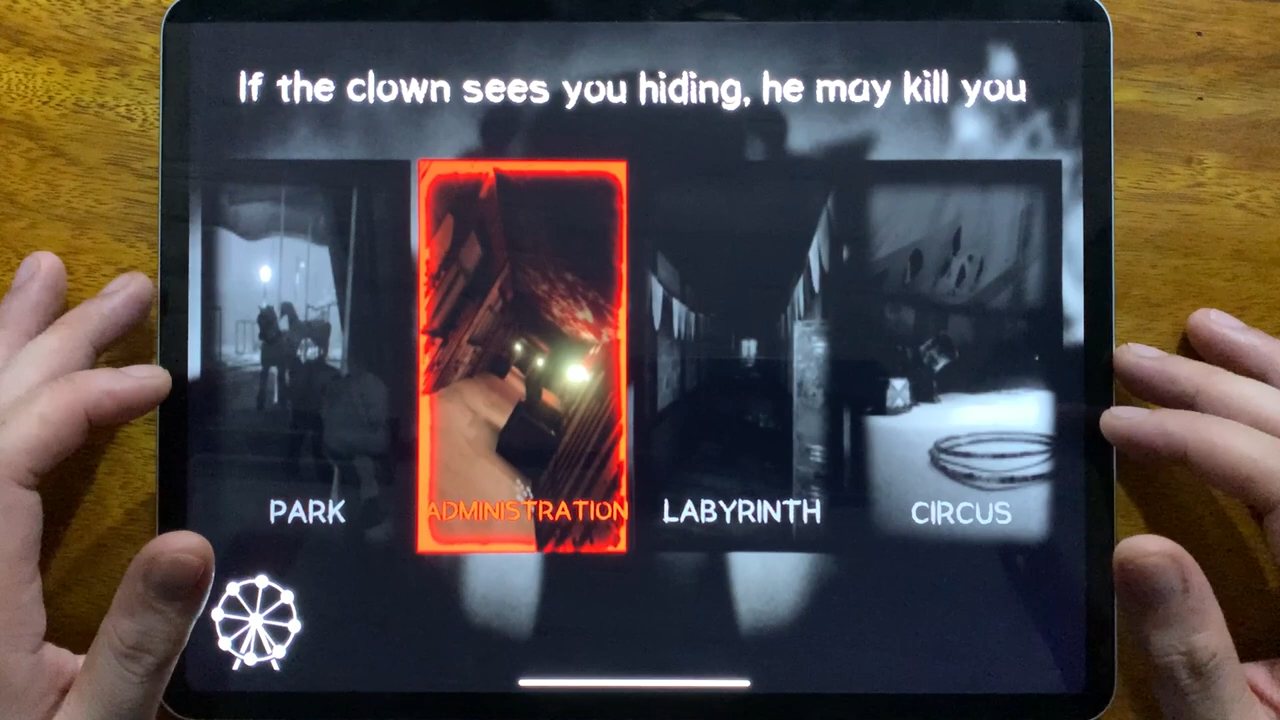 If the clown sees you hiding, he may kill you
PARK
ADMINISTRATION
LABYRINTH
CIRCUS